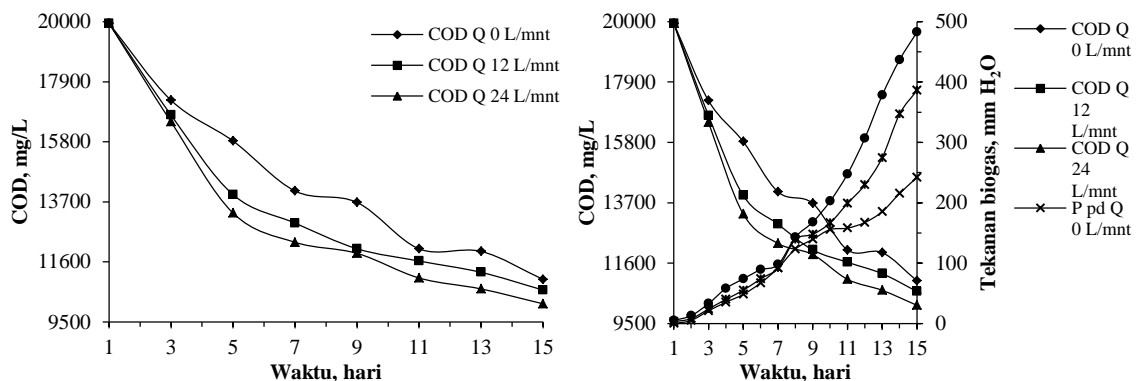 20000
17900
15800
13700
11600
9500
COD, mg/L
1 3 5 7 9 11 13 15
Waktu, hari
COD Q 0 L/mnt
COD Q 12 L/mnt
COD Q 24 L/mnt
20000
17900
15800
13700
11600
9500
COD, mg/L
1 3 5 7 9 11 13 15
Waktu, hari
500
400
300
200
100
0
Tekanan biogas, mm H₂O
COD Q
0 L/mnt
COD Q
12
L/mnt
COD Q
24
L/mnt
P pd Q
0 L/mnt